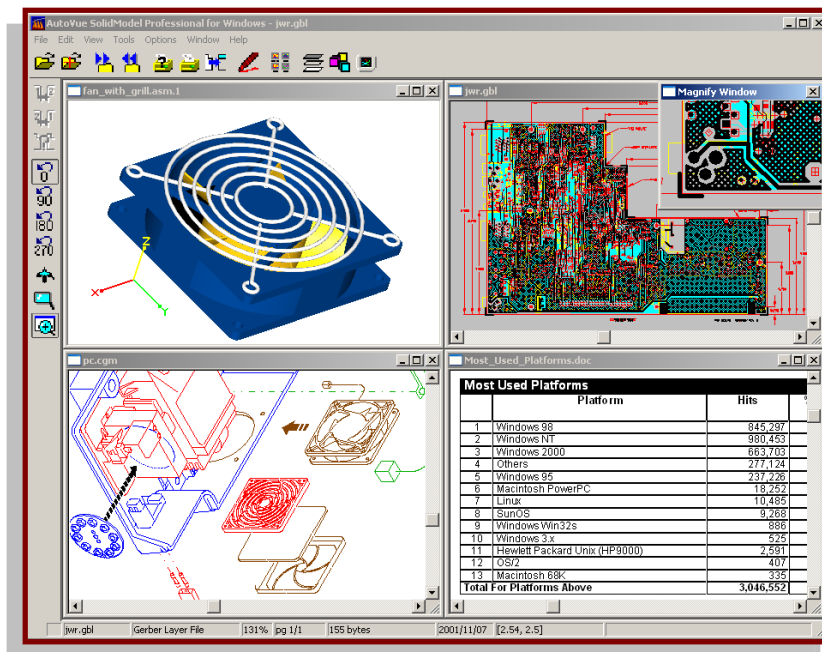 AutoVue SolidModel Professional for Windows - jwr.gbl
File Edit View Tools Options Window Help
fan_with_grill.asm.1
jwr.gbl
Magnify Window
0
90
180
270
Z
X
Y
pc.cgm
Most_Used_Platforms.doc
Most Used Platforms
Platform Hits
1 Windows 98 845,297
2 Windows NT 980,453
3 Windows 2000 663,703
4 Others 277,124
5 Windows 95 237,226
6 Macintosh PowerPC 18,252
7 Linux 10,485
8 SunOS 9,268
9 Windows Win32s 886
10 Windows 3.x 525
11 Hewlett Packard Unix (HP9000) 2,591
12 OS/2 407
13 Macintosh 68K 335
Total For Platforms Above 3,046,552
jwr.gbl Gerber Layer File 131% pg 1/1 155 bytes 2001/11/07 [2.54, 2.5]